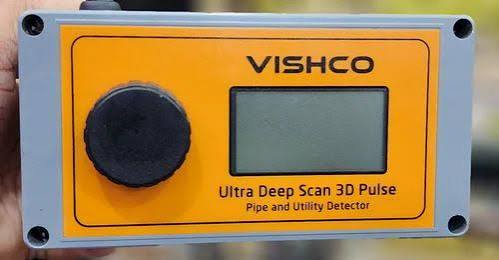 VISHCO
Ultra Deep Scan 3D Pulse
Pipe and Utility Detector